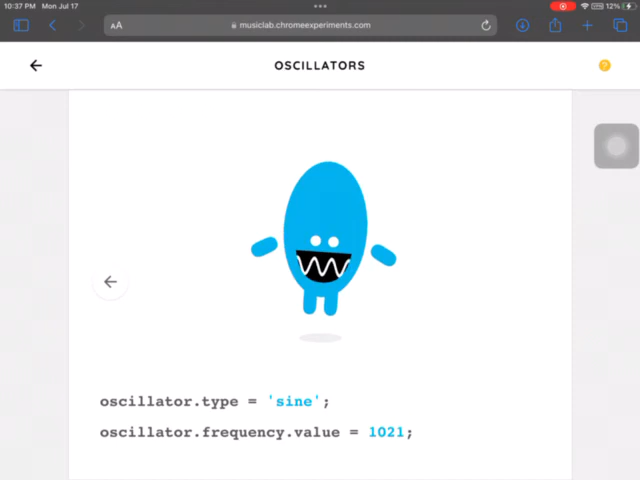 10:37 PM Mon Jul 17
12%
AA
musiclab.chromeexperiments.com
OSCILLATORS
?
oscillator.type = 'sine';
oscillator.frequency.value = 1021;